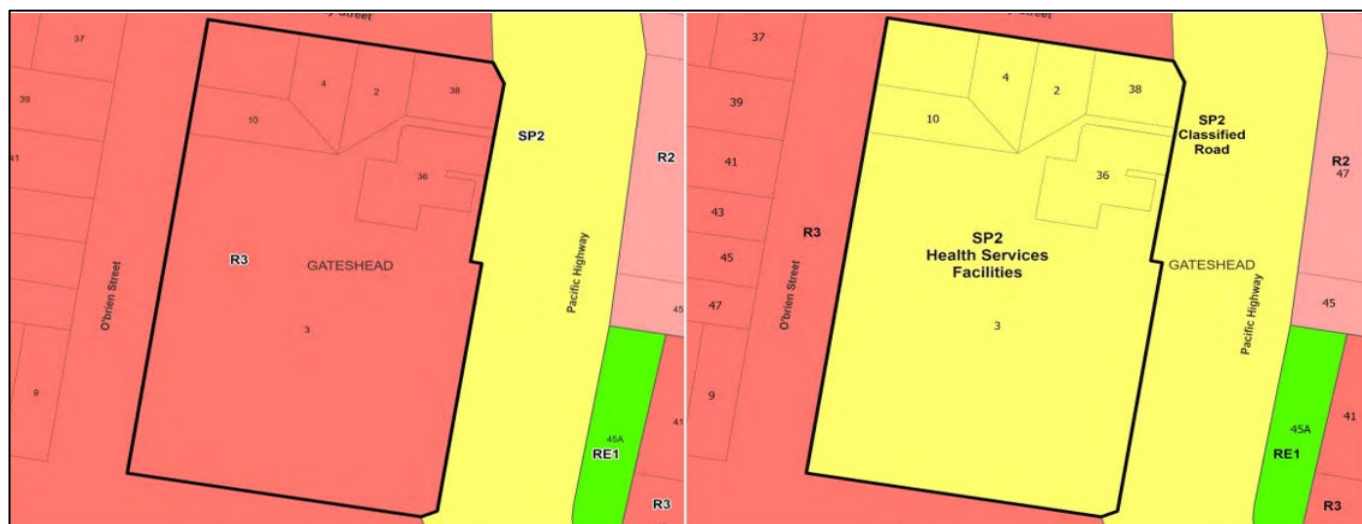 Street
37
39
41
9
4
2
38
10
36
SP2
R2
R3
GATESHEAD
3
O'brien Street
Pacific Highway
45
45A
RE1
41
R3
Street
37
39
41
43
45
47
9
R3
O'brien Street
4
2
38
10
36
SP2
Classified
Road
R2
47
SP2
Health Services
Facilities
GATESHEAD
3
Pacific Highway
45
45A
RE1
41
R3